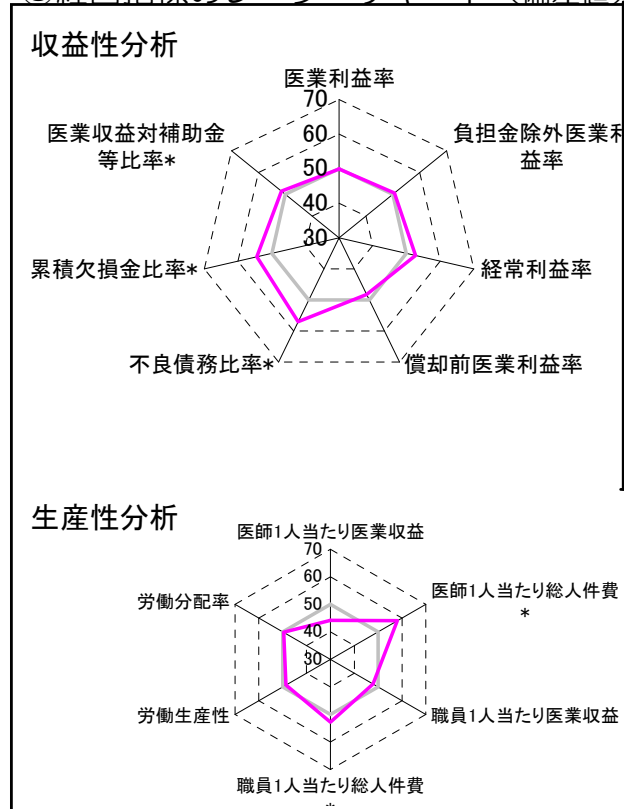 収益性分析
医業利益率
70
60
50
40
30
負担金除外医業利
益率
経常利益率
償却前医業利益率
不良債務比率*
累積欠損金比率*
医業収益対補助金
等比率*
生産性分析
医師1人当たり医業収益
70
60
50
40
30
医師1人当たり総人件費
*
職員1人当たり医業収益
職員1人当たり総人件費
*
労働生産性
労働分配率